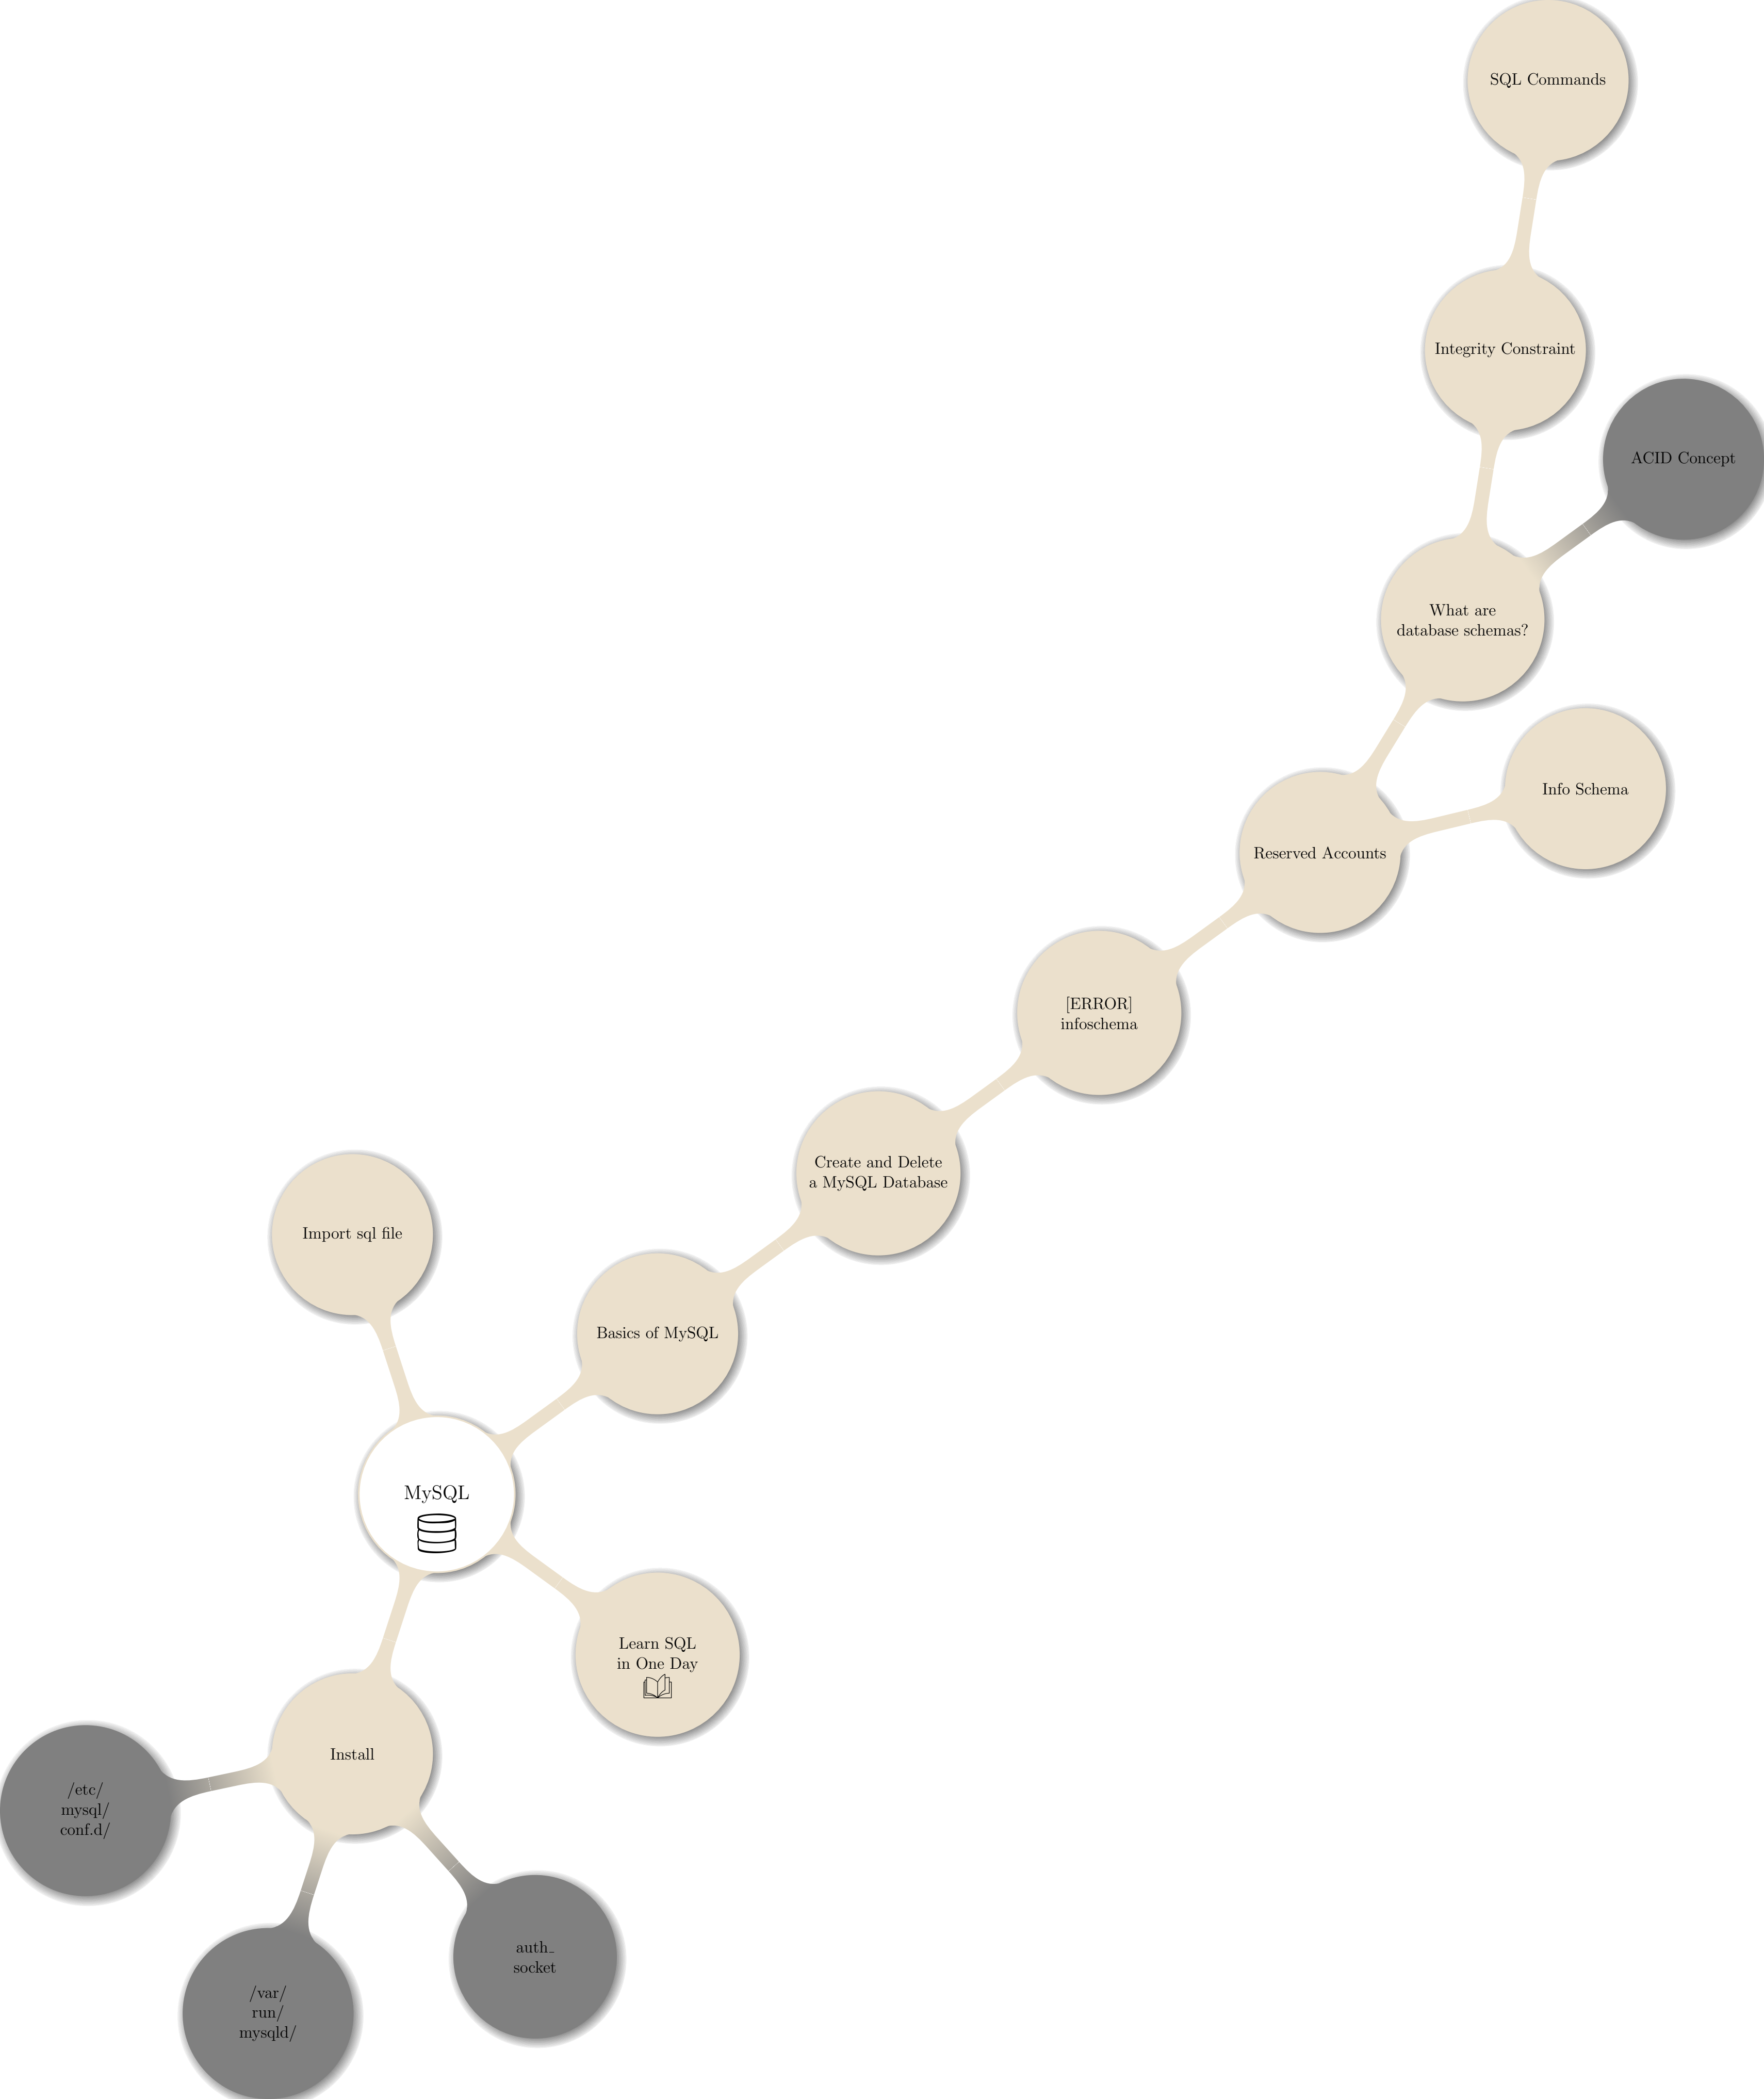 SQL Commands
Integrity Constraint
ACID Concept
What are
database schemas?
Info Schema
Reserved Accounts
[ERROR]
infoschema
Create and Delete
a MySQL Database
Import sql file
Basics of MySQL
MySQL
Learn SQL
in One Day
Install
/etc/
mysql/
conf.d/
auth_
socket
/var/
run/
mysqld/